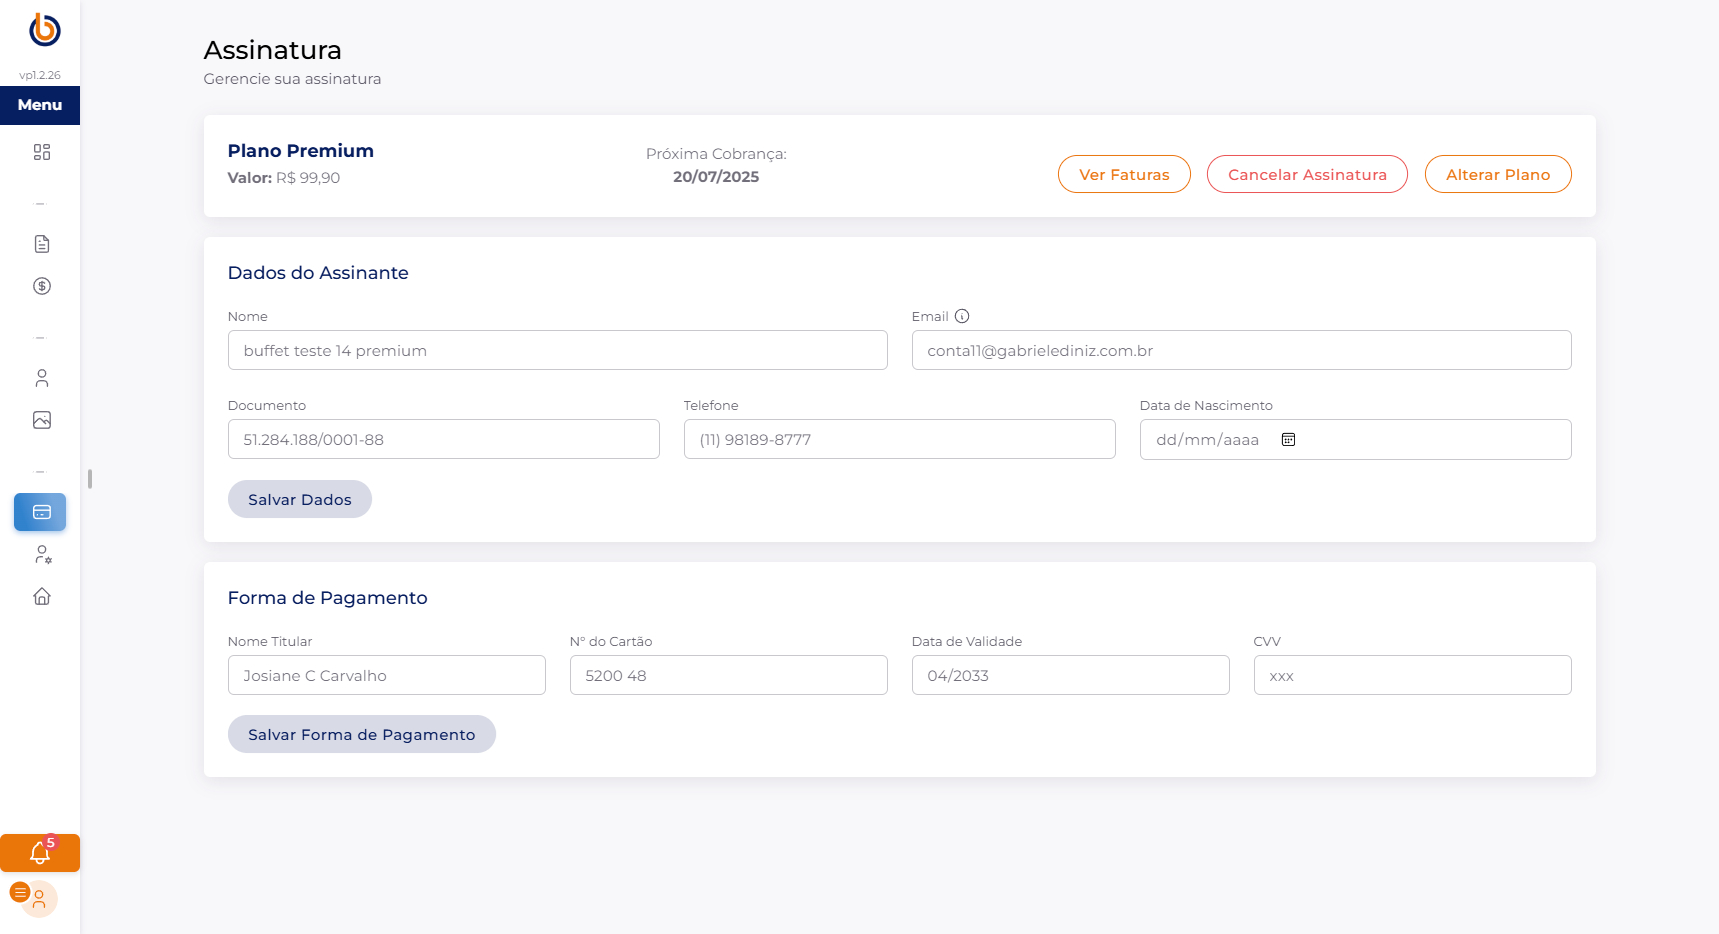 vp1.2.26
Menu
5
Assinatura
Gerencie sua assinatura
Plano Premium
Valor: R$ 99,90
Próxima Cobrança:
20/07/2025
Ver Faturas
Cancelar Assinatura
Alterar Plano
Dados do Assinante
Nome
buffet teste 14 premium
Email
conta11@gabrielediniz.com.br
Documento
51.284.188/0001-88
Telefone
(11) 98189-8777
Data de Nascimento
dd/mm/aaaa
Salvar Dados
Forma de Pagamento
Nome Titular
Josiane C Carvalho
N° do Cartão
5200 48
Data de Validade
04/2033
CVV
xxx
Salvar Forma de Pagamento